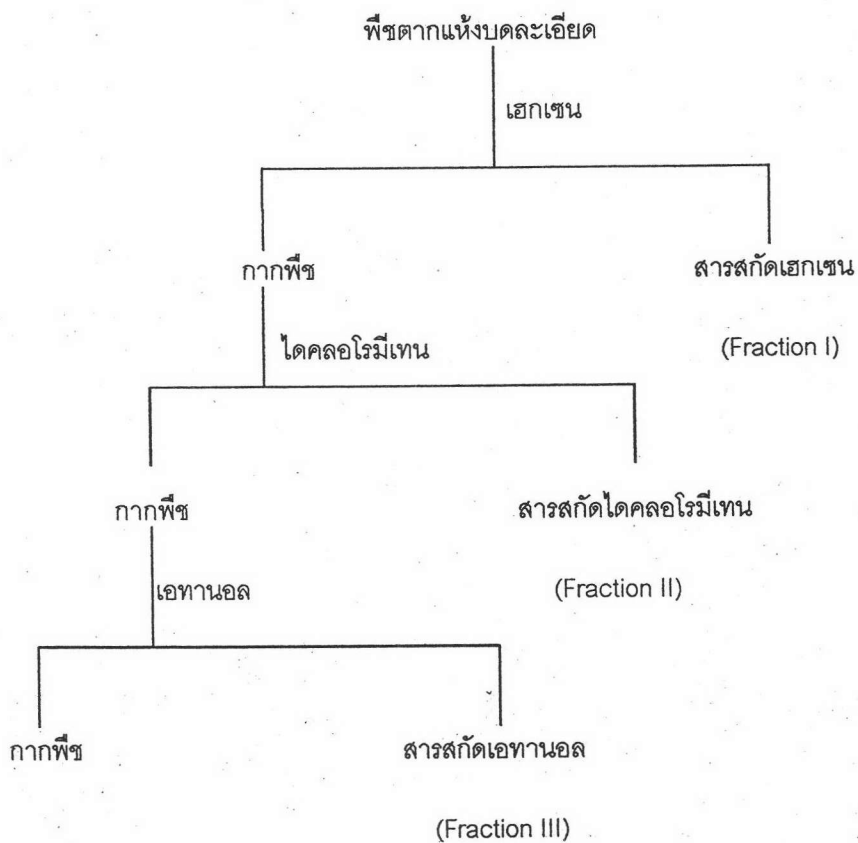 พืชตากแห้งบดละเอียด
เฮกเซน
กากพืช
สารสกัดเฮกเซน
ไดคลอโรมีเทน
(Fraction I)
กากพืช
สารสกัดไดคลอโรมีเทน
เอทานอล
(Fraction II)
กากพืช
สารสกัดเอทานอล
(Fraction III)